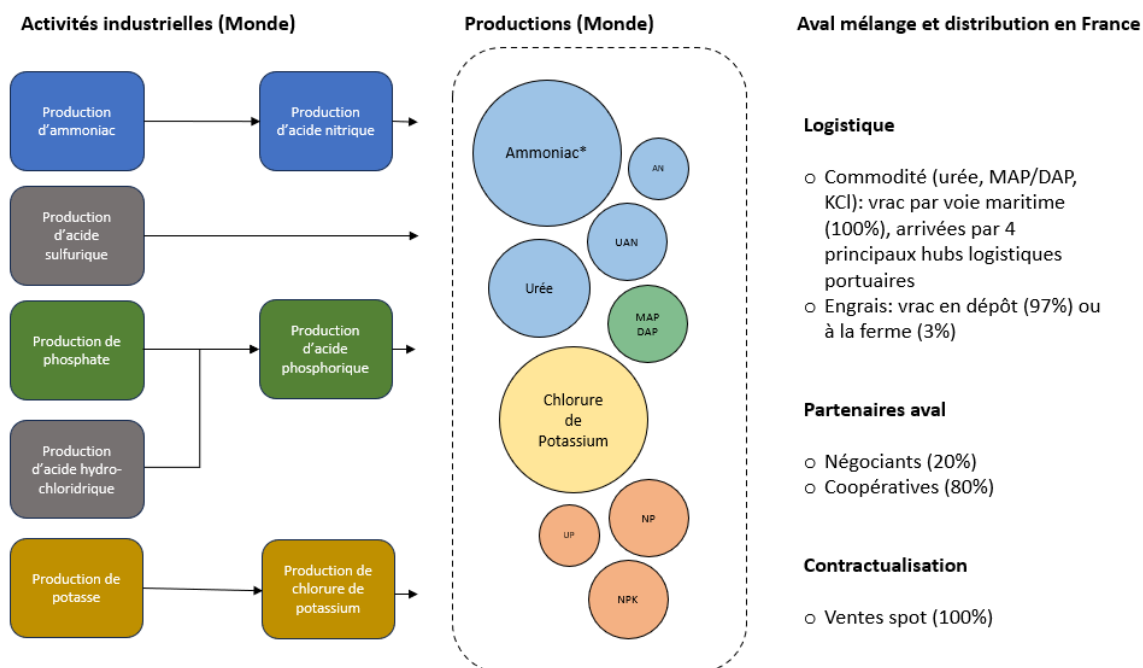 Activités industrielles (Monde)
Productions (Monde)
Aval mélange et distribution en France
Production
d'ammoniac
Production
d'acide nitrique
Production
d'acide
sulfurique
Production de
phosphate
Production
d'acide
phosphorique
Production
d'acide hydro-
chloridrique
Production de
potasse
Production de
chlorure de
potassium
Ammoniac*
AN
UAN
Urée
MAP
DAP
Chlorure
de
Potassium
NP
UP
NPK
Logistique
o Commodité (urée, MAP/DAP,
KCl): vrac par voie maritime
(100%), arrivées par 4
principaux hubs logistiques
portuaires
o Engrais: vrac en dépôt (97%) ou
à la ferme (3%)
Partenaires aval
o Négociants (20%)
o Coopératives (80%)
Contractualisation
o Ventes spot (100%)